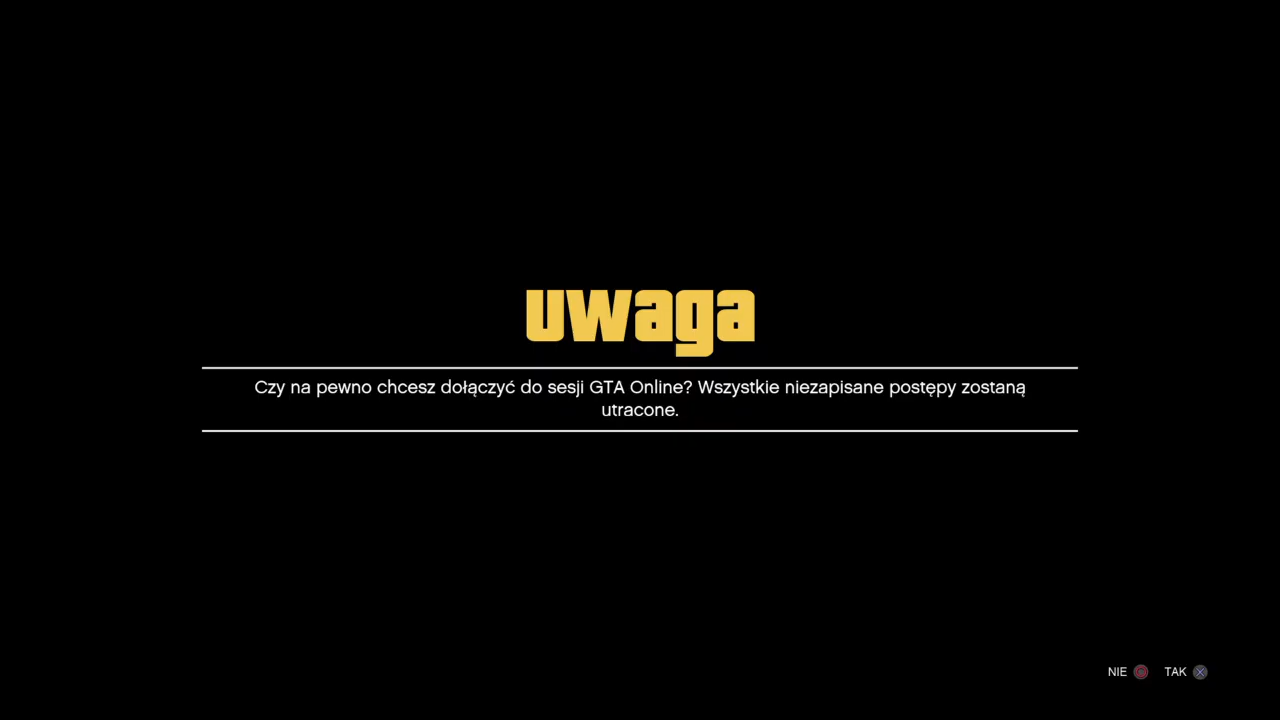 uwaga
Czy na pewno chcesz dołączyć do sesji GTA Online? Wszystkie niezapisane postępy zostaną
utracone.
NIE TAK